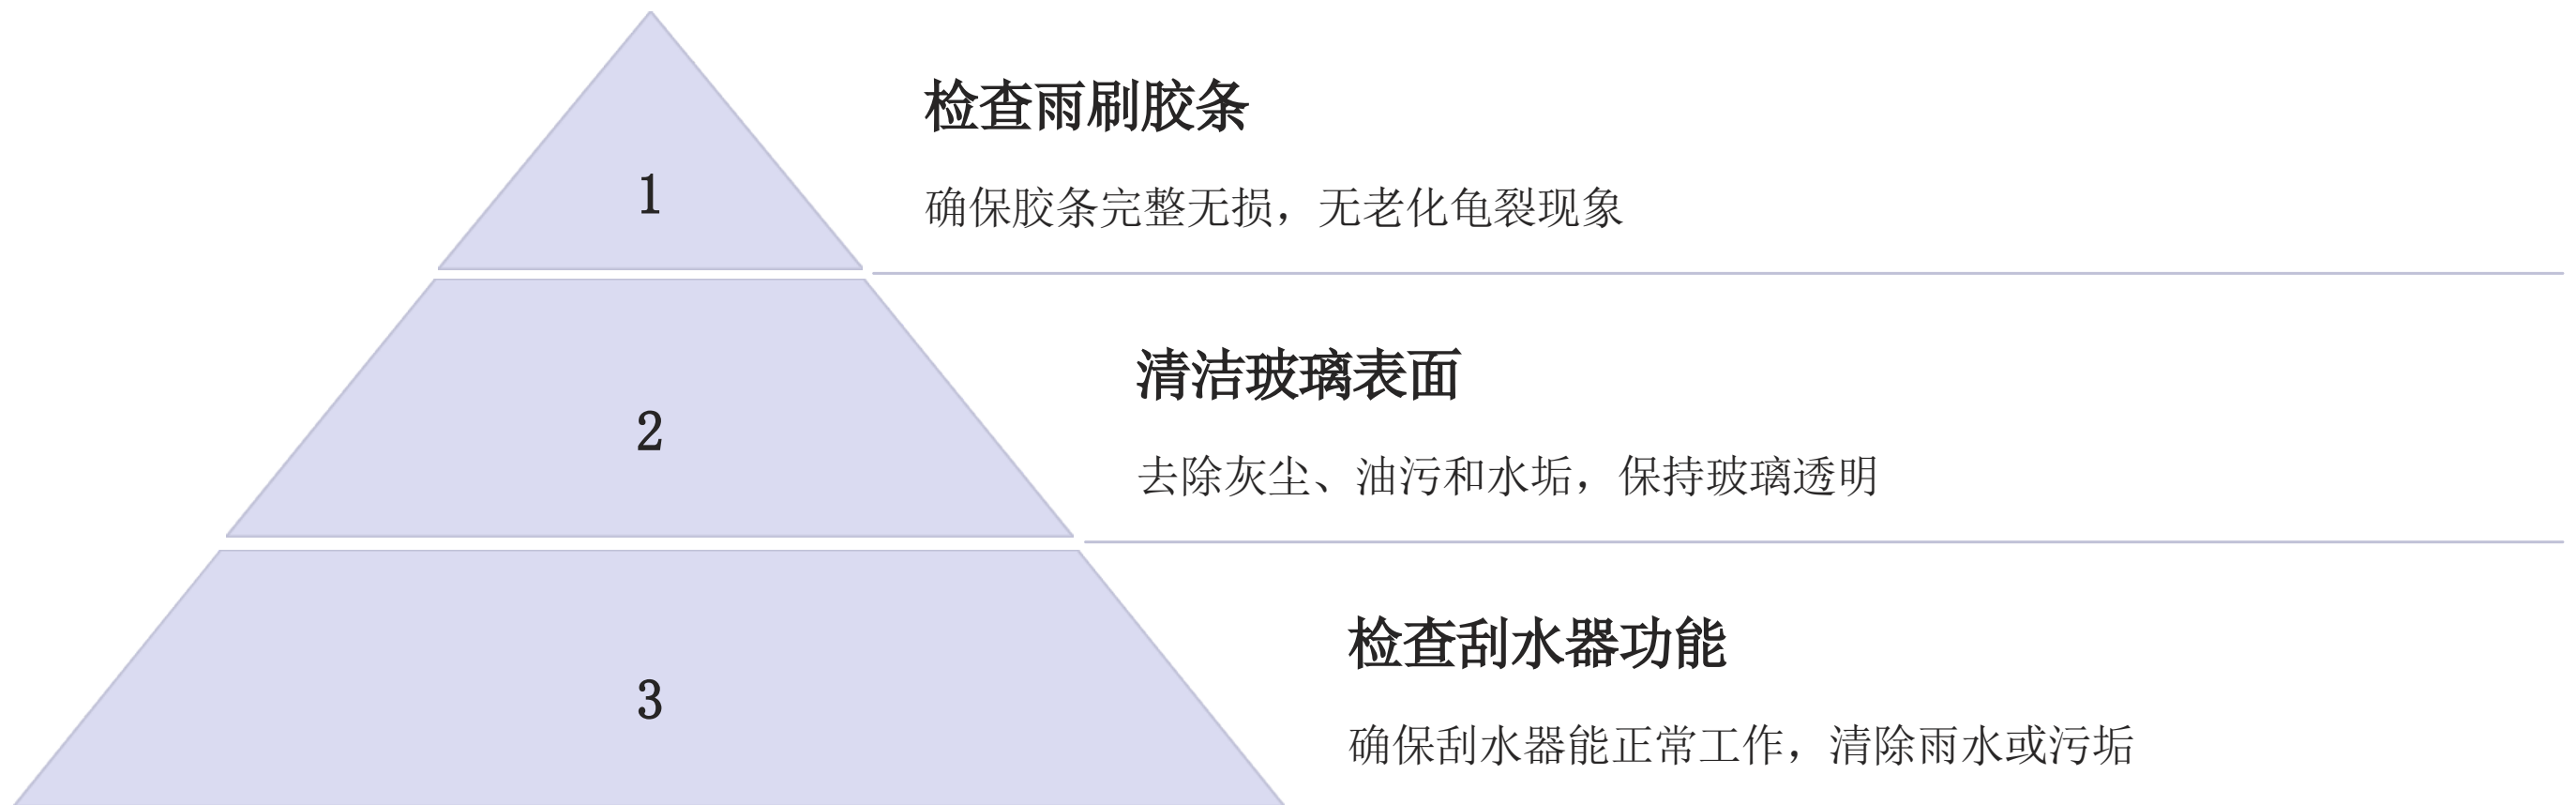 1
检查雨刷胶条
确保胶条完整无损，无老化龟裂现象
2
清洁玻璃表面
去除灰尘、油污和水垢，保持玻璃透明
3
检查刮水器功能
确保刮水器能正常工作，清除雨水或污垢